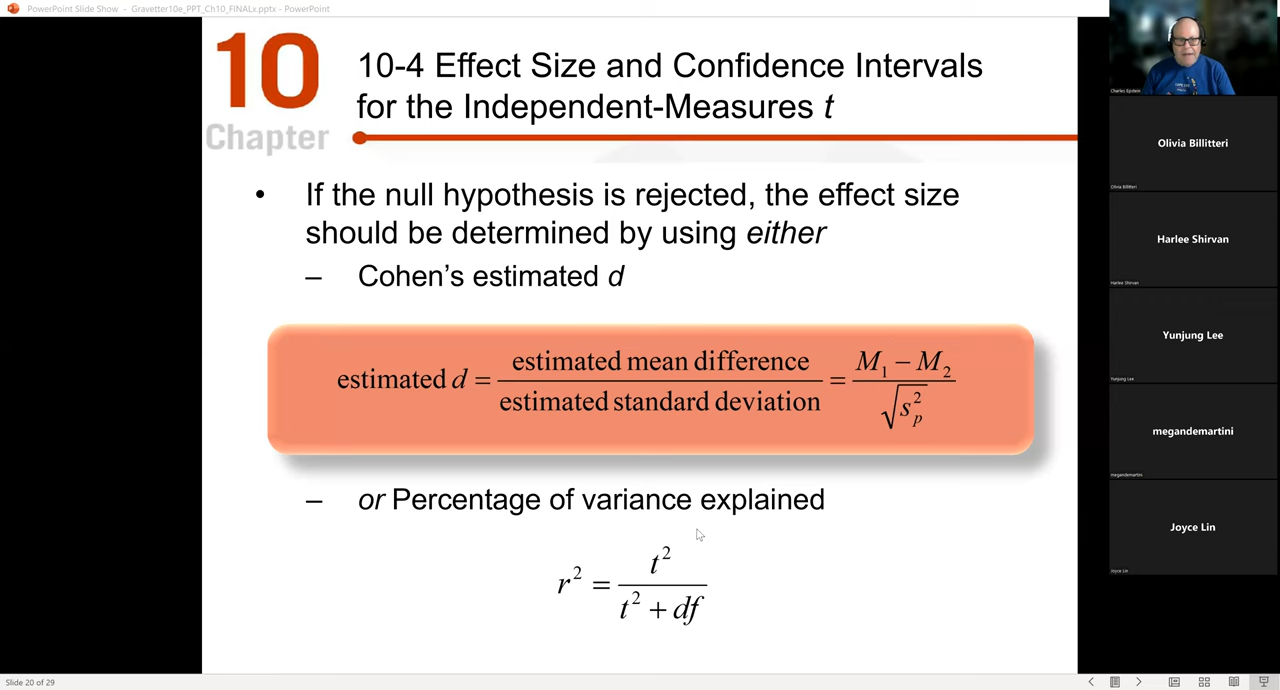 PowerPoint Slide Show - Gravetter10e_PPT_Ch10_FINALx.pptx - PowerPoint
10
Chapter
10-4 Effect Size and Confidence Intervals
for the Independent-Measures t
• If the null hypothesis is rejected, the effect size
should be determined by using either
– Cohen's estimated d
estimated d = estimated mean difference / estimated standard deviation = M₁ − M₂ / √s²ₚ
– or Percentage of variance explained
r² = t² / t² + df
Slide 20 of 29
Charles Epstein
Olivia Billitteri
Olivia Billitteri
Harlee Shirvan
Harlee Shirvan
Yunjung Lee
Yunjung Lee
megandemartini
megandemartini
Joyce Lin
Joyce Lin